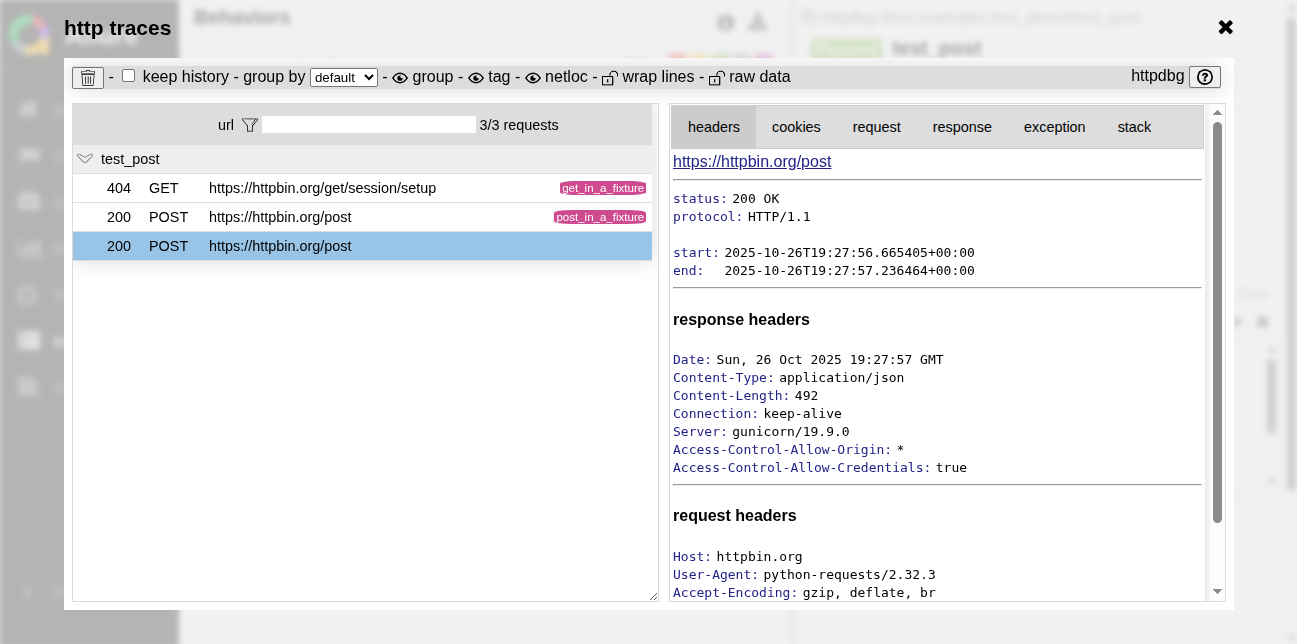 Behaviors
test_post
http traces
- keep history - group by default - group - tag - netloc - wrap lines - raw data
httpdbg
url 3/3 requests
test_post
404 GET https://httpbin.org/get/session/setup get_in_a_fixture
200 POST https://httpbin.org/post post_in_a_fixture
200 POST https://httpbin.org/post
headers cookies request response exception stack
https://httpbin.org/post
status: 200 OK
protocol: HTTP/1.1
start: 2025-10-26T19:27:56.665405+00:00
end: 2025-10-26T19:27:57.236464+00:00
response headers
Date: Sun, 26 Oct 2025 19:27:57 GMT
Content-Type: application/json
Content-Length: 492
Connection: keep-alive
Server: gunicorn/19.9.0
Access-Control-Allow-Origin: *
Access-Control-Allow-Credentials: true
request headers
Host: httpbin.org
User-Agent: python-requests/2.32.3
Accept-Encoding: gzip, deflate, br